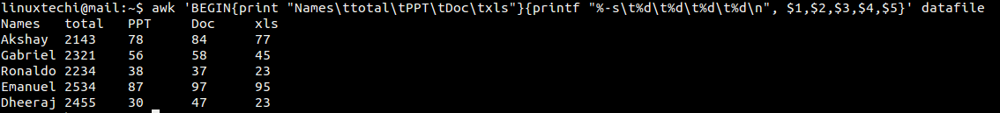 linuxtechi@mail:~$ awk 'BEGIN{print "Names\ttotal\tPPT\tDoc\txls"}{printf "%-s\t%d\t%d\t%d\t%d\n", $1,$2,$3,$4,$5}' datafile
Names   total   PPT     Doc     xls
Akshay  2143    78      84      77
Gabriel 2321    56      58      45
Ronaldo 2234    38      37      23
Emanuel 2534    87      97      95
Dheeraj 2455    30      47      23